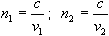 n₁ = c/v₁ ; n₂ = c/v₂